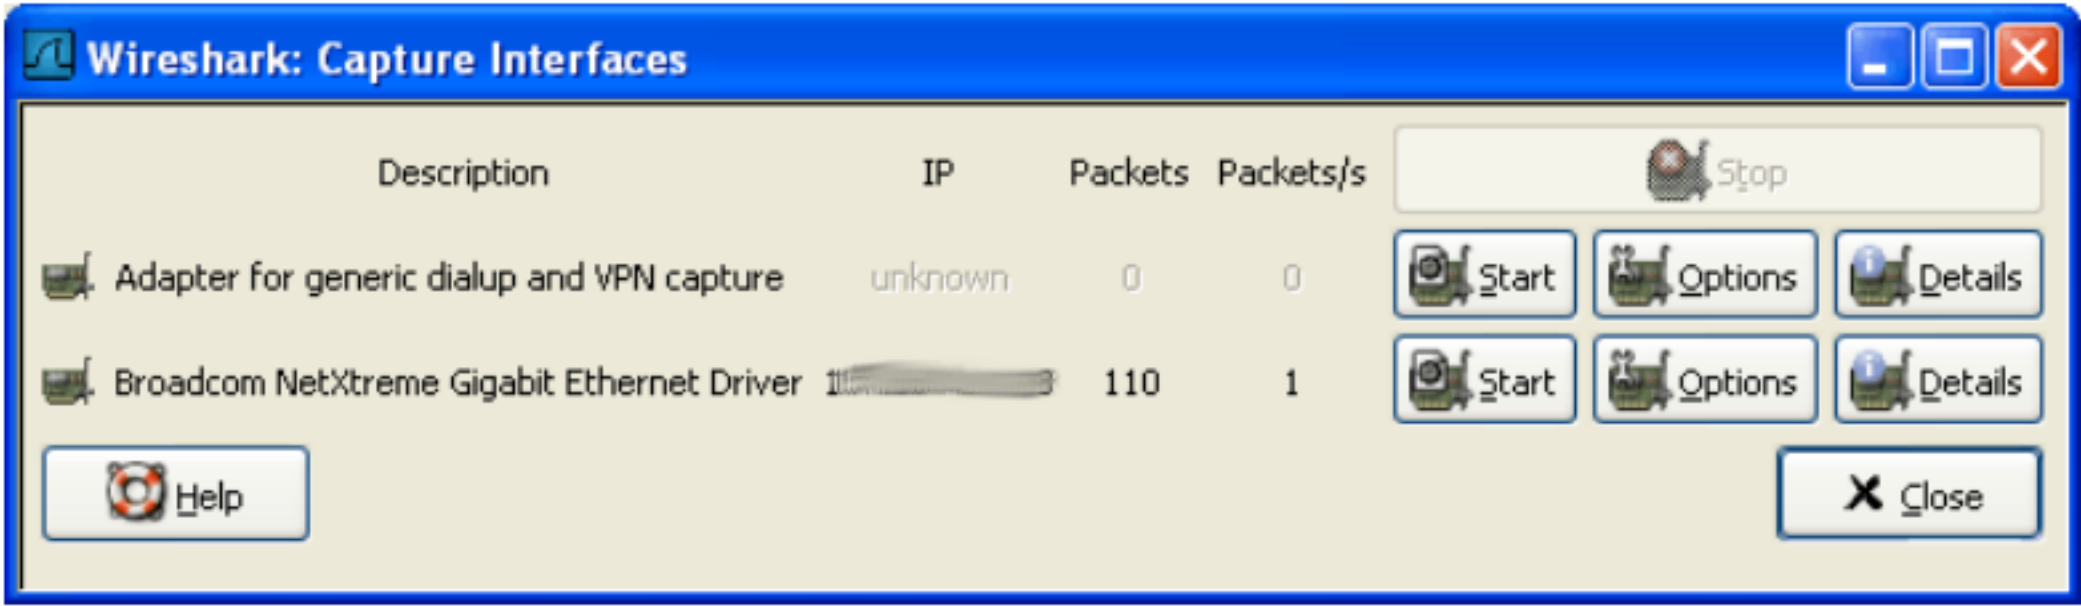 Wireshark: Capture Interfaces
Description IP Packets Packets/s Stop
Adapter for generic dialup and VPN capture unknown 0 0 Start Options Details
Broadcom NetXtreme Gigabit Ethernet Driver 110 1 Start Options Details
Help Close